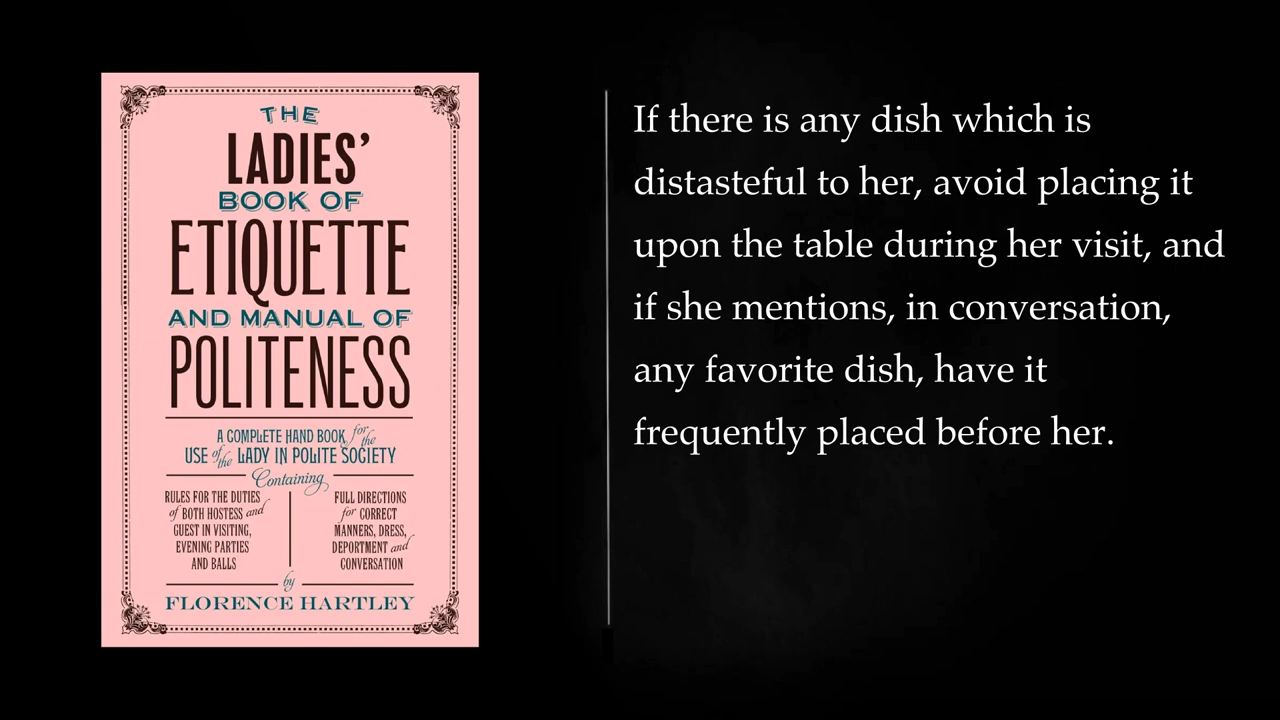 THE
LADIES’
BOOK OF
ETIQUETTE
AND MANUAL OF
POLITENESS
A COMPLETE HAND BOOK for the
USE of the LADY IN POLITE SOCIETY
Containing
RULES FOR THE DUTIES
of BOTH HOSTESS and
GUEST IN VISITING,
EVENING PARTIES
AND BALLS
FULL DIRECTIONS
for CORRECT
MANNERS, DRESS,
DEPORTMENT and
CONVERSATION
by
FLORENCE HARTLEY
If there is any dish which is
distasteful to her, avoid placing it
upon the table during her visit, and
if she mentions, in conversation,
any favorite dish, have it
frequently placed before her.